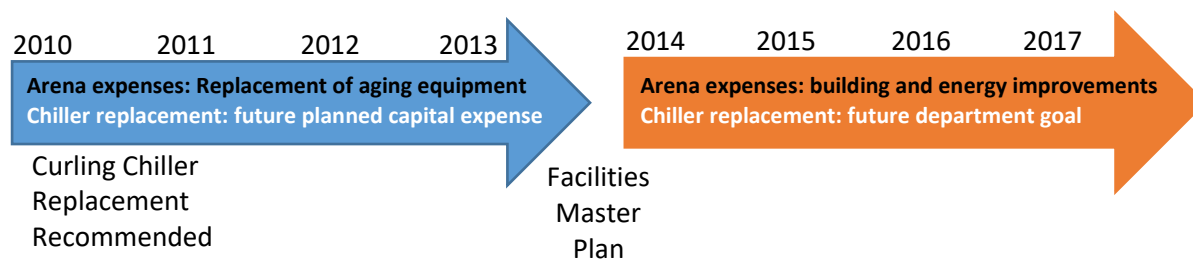 2010 2011 2012 2013
Arena expenses: Replacement of aging equipment
Chiller replacement: future planned capital expense
Curling Chiller
Replacement
Recommended
Facilities
Master
Plan
2014 2015 2016 2017
Arena expenses: building and energy improvements
Chiller replacement: future department goal